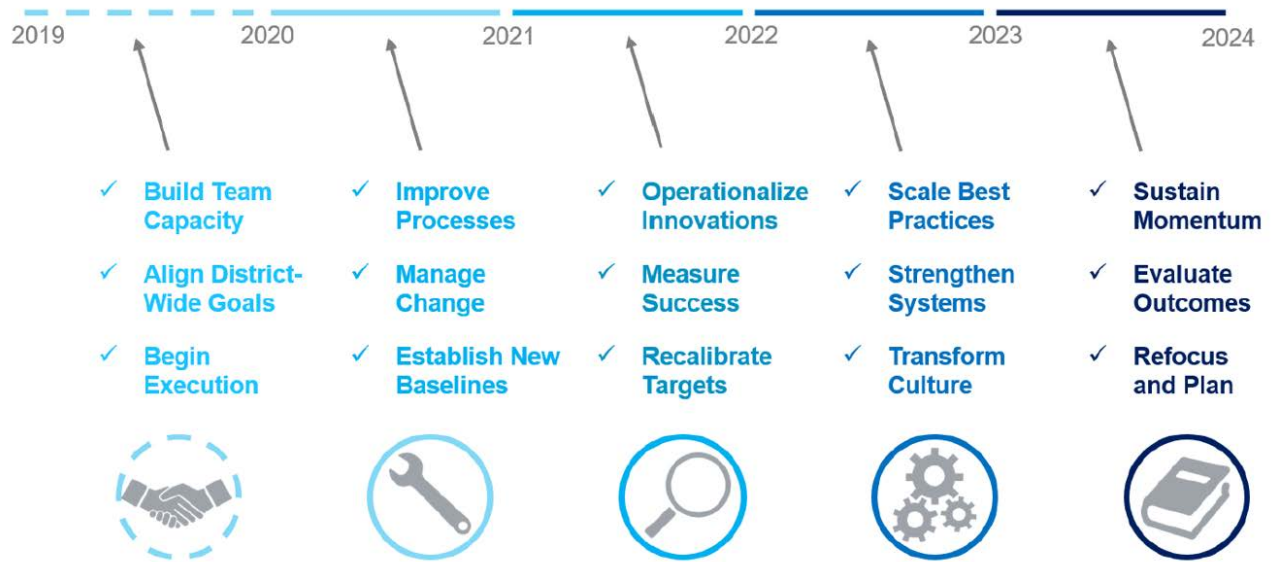 2019 2020 2021 2022 2023 2024
✓ Build Team
Capacity
✓ Align District-
Wide Goals
✓ Begin
Execution
✓ Improve
Processes
✓ Manage
Change
✓ Establish New
Baselines
✓ Operationalize
Innovations
✓ Measure
Success
✓ Recalibrate
Targets
✓ Scale Best
Practices
✓ Strengthen
Systems
✓ Transform
Culture
✓ Sustain
Momentum
✓ Evaluate
Outcomes
✓ Refocus
and Plan